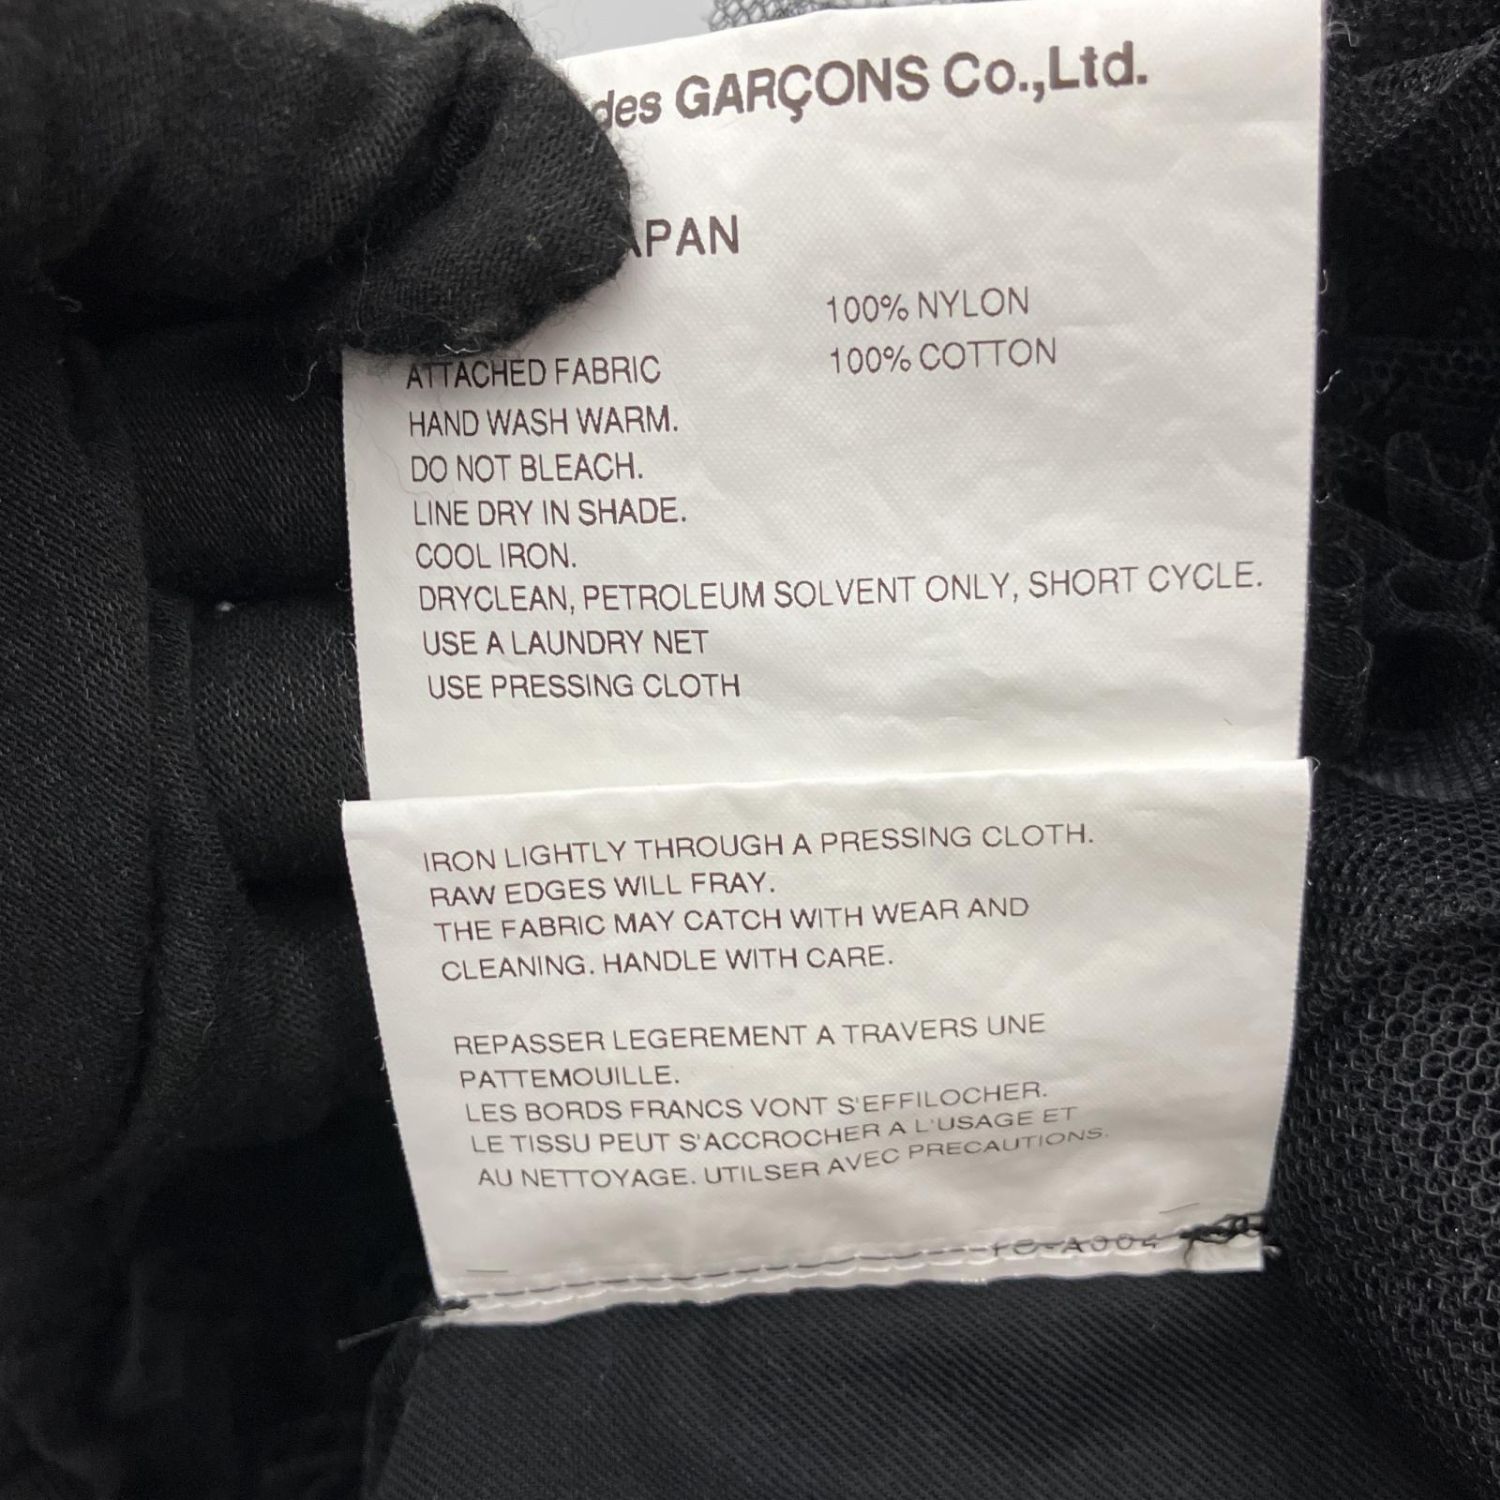 des GARÇONS Co.,Ltd.
APAN
100% NYLON
ATTACHED FABRIC 100% COTTON
HAND WASH WARM.
DO NOT BLEACH.
LINE DRY IN SHADE.
COOL IRON.
DRYCLEAN, PETROLEUM SOLVENT ONLY, SHORT CYCLE.
USE A LAUNDRY NET
USE PRESSING CLOTH
IRON LIGHTLY THROUGH A PRESSING CLOTH.
RAW EDGES WILL FRAY.
THE FABRIC MAY CATCH WITH WEAR AND
CLEANING. HANDLE WITH CARE.
REPASSER LEGEREMENT A TRAVERS UNE
PATTEMOUILLE.
LES BORDS FRANCS VONT S'EFFILOCHER.
LE TISSU PEUT S'ACCROCHER A L'USAGE ET
AU NETTOYAGE. UTILSER AVEC PRECAUTIONS.